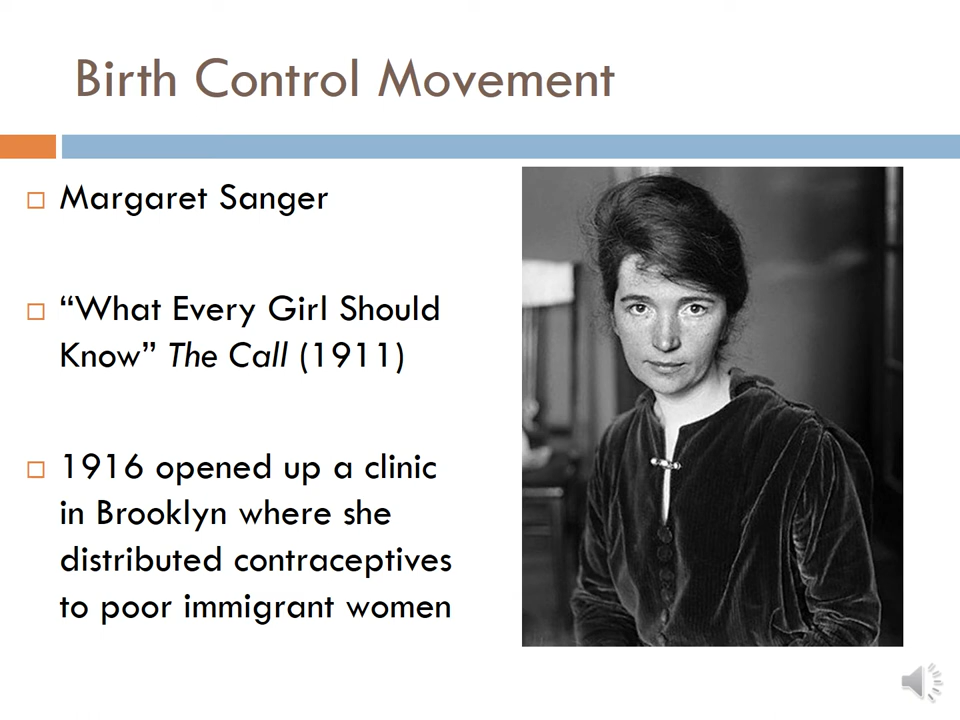 Birth Control Movement
Margaret Sanger
“What Every Girl Should
Know” The Call (1911)
1916 opened up a clinic
in Brooklyn where she
distributed contraceptives
to poor immigrant women